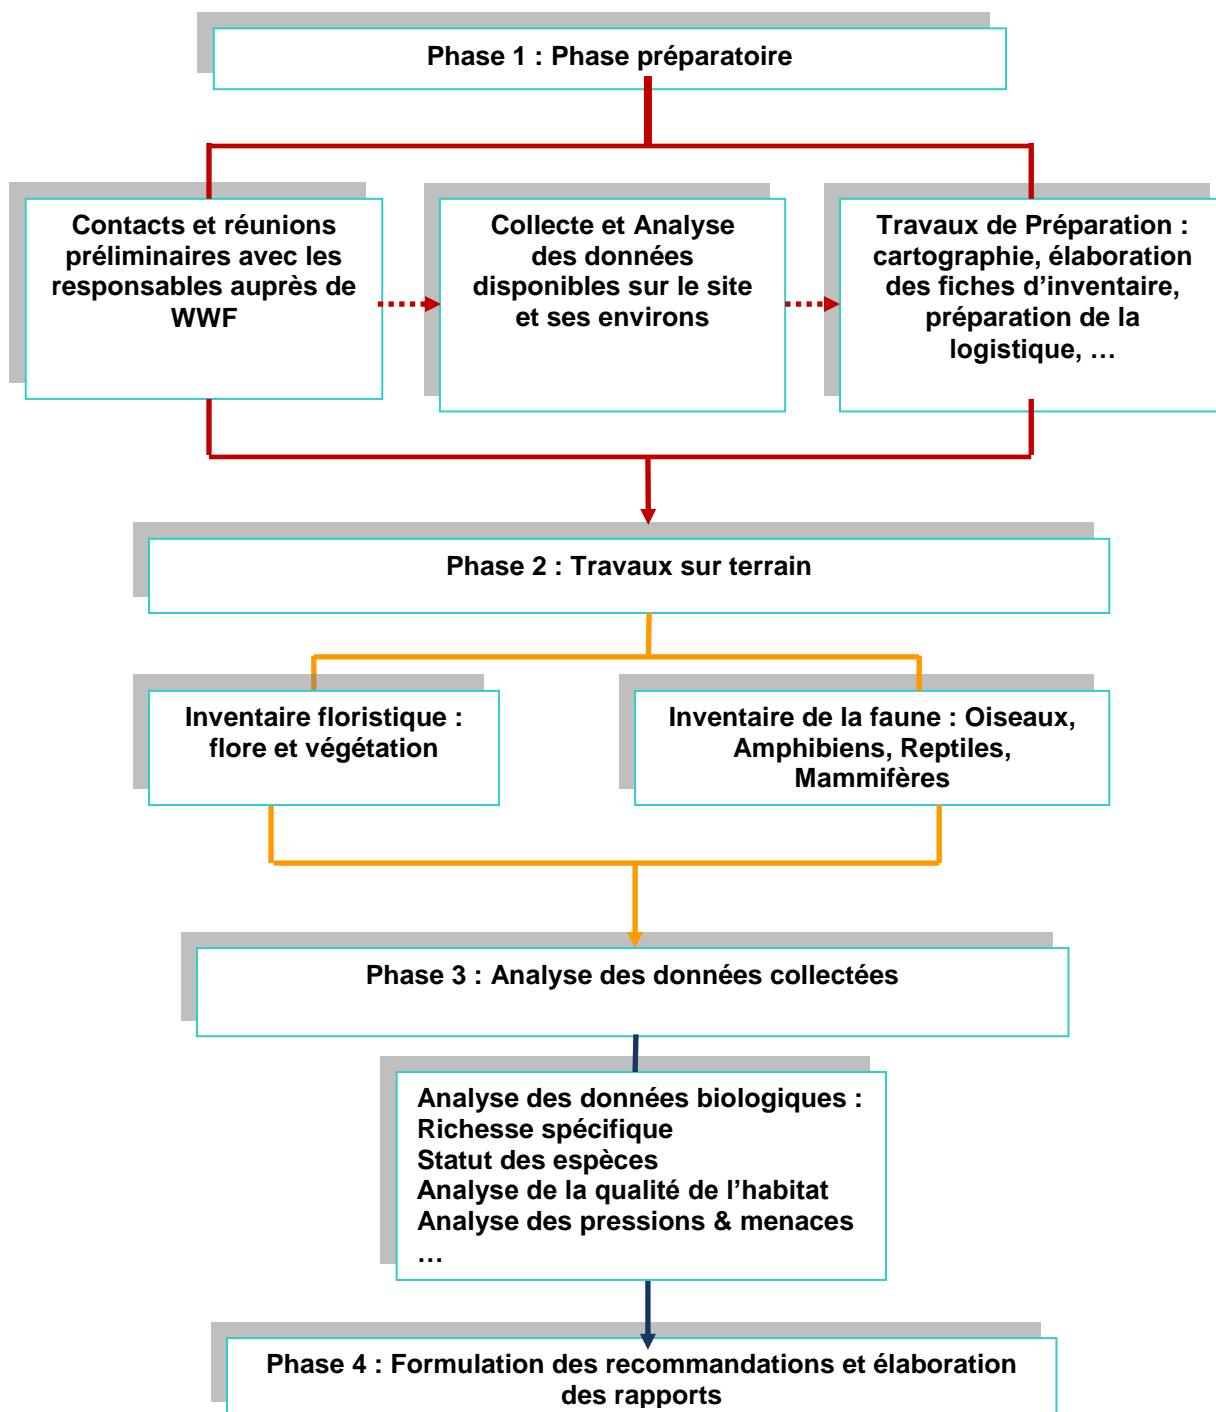 Phase 1 : Phase préparatoire
Contacts et réunions
préliminaires avec les
responsables auprès de
WWF
Collecte et Analyse
des données
disponibles sur le site
et ses environs
Travaux de Préparation :
cartographie, élaboration
des fiches d’inventaire,
préparation de la
logistique, …
Phase 2 : Travaux sur terrain
Inventaire floristique :
flore et végétation
Inventaire de la faune : Oiseaux,
Amphibiens, Reptiles,
Mammifères
Phase 3 : Analyse des données collectées
Analyse des données biologiques :
Richesse spécifique
Statut des espèces
Analyse de la qualité de l’habitat
Analyse des pressions & menaces
…
Phase 4 : Formulation des recommandations et élaboration
des rapports